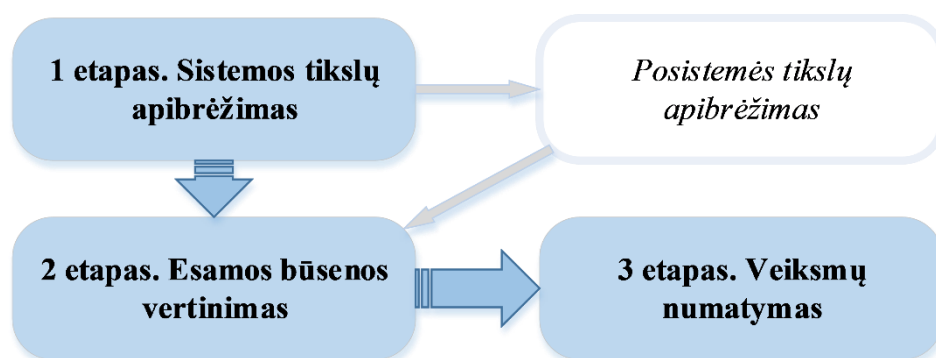 1 etapas. Sistemos tikslų
apibrėžimas
Posistemės tikslų
apibrėžimas
2 etapas. Esamos būsenos
vertinimas
3 etapas. Veiksmų
numatymas